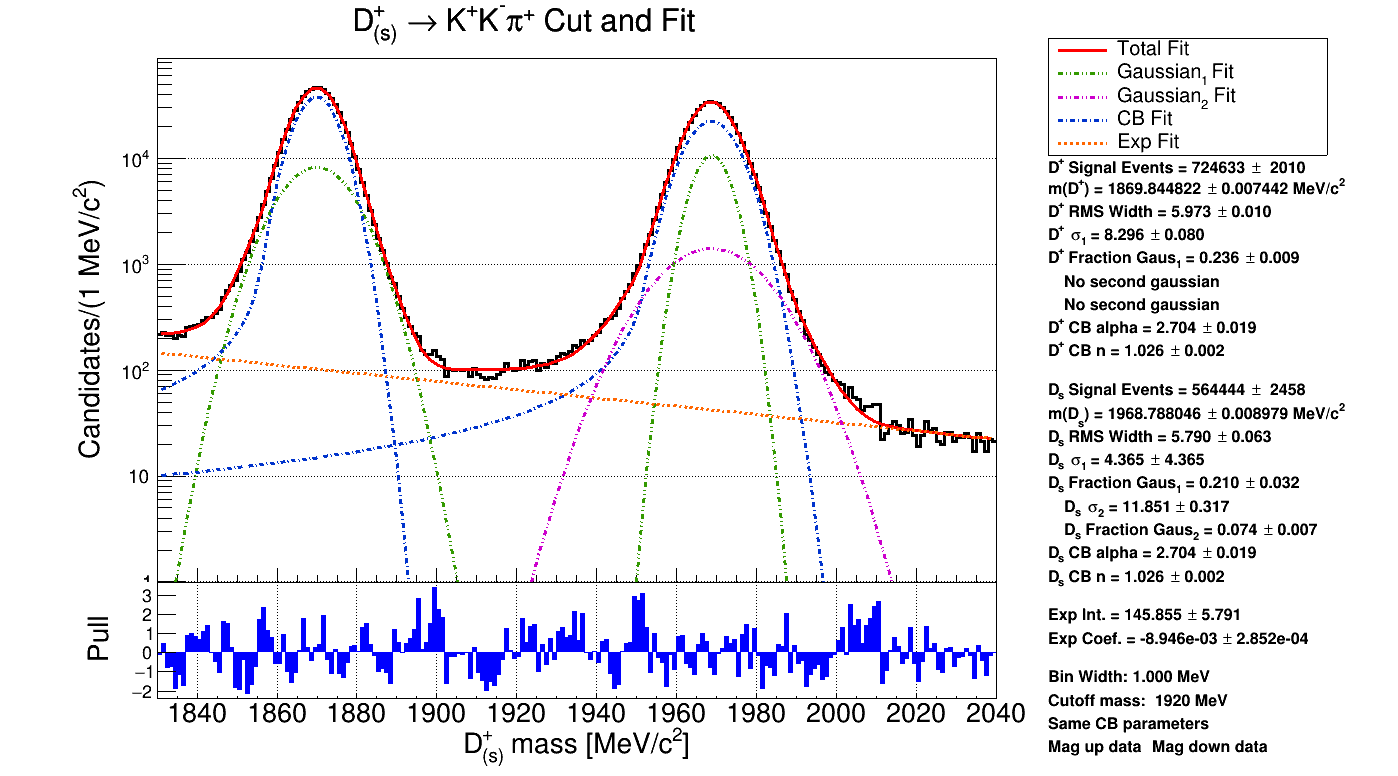 D⁺₍ₛ₎ → K⁺K⁻π⁺ Cut and Fit
Candidates/(1 MeV/c²)
10⁴
10³
10²
10
1
Pull
3
2
1
0
−1
−2
1840 1860 1880 1900 1920 1940 1960 1980 2000 2020 2040
D⁺₍ₛ₎ mass [MeV/c²]
Total Fit
Gaussian₁ Fit
Gaussian₂ Fit
CB Fit
Exp Fit
D⁺ Signal Events = 724633 ± 2010
m(D⁺) = 1869.844822 ± 0.007442 MeV/c²
D⁺ RMS Width = 5.973 ± 0.010
D⁺ σ₁ = 8.296 ± 0.080
D⁺ Fraction Gaus₁ = 0.236 ± 0.009
No second gaussian
No second gaussian
D⁺ CB alpha = 2.704 ± 0.019
D⁺ CB n = 1.026 ± 0.002
Dₛ Signal Events = 564444 ± 2458
m(Dₛ) = 1968.788046 ± 0.008979 MeV/c²
Dₛ RMS Width = 5.790 ± 0.063
Dₛ σ₁ = 4.365 ± 4.365
Dₛ Fraction Gaus₁ = 0.210 ± 0.032
Dₛ σ₂ = 11.851 ± 0.317
Dₛ Fraction Gaus₂ = 0.074 ± 0.007
Dₛ CB alpha = 2.704 ± 0.019
Dₛ CB n = 1.026 ± 0.002
Exp Int. = 145.855 ± 5.791
Exp Coef. = -8.946e-03 ± 2.852e-04
Bin Width: 1.000 MeV
Cutoff mass: 1920 MeV
Same CB parameters
Mag up data Mag down data